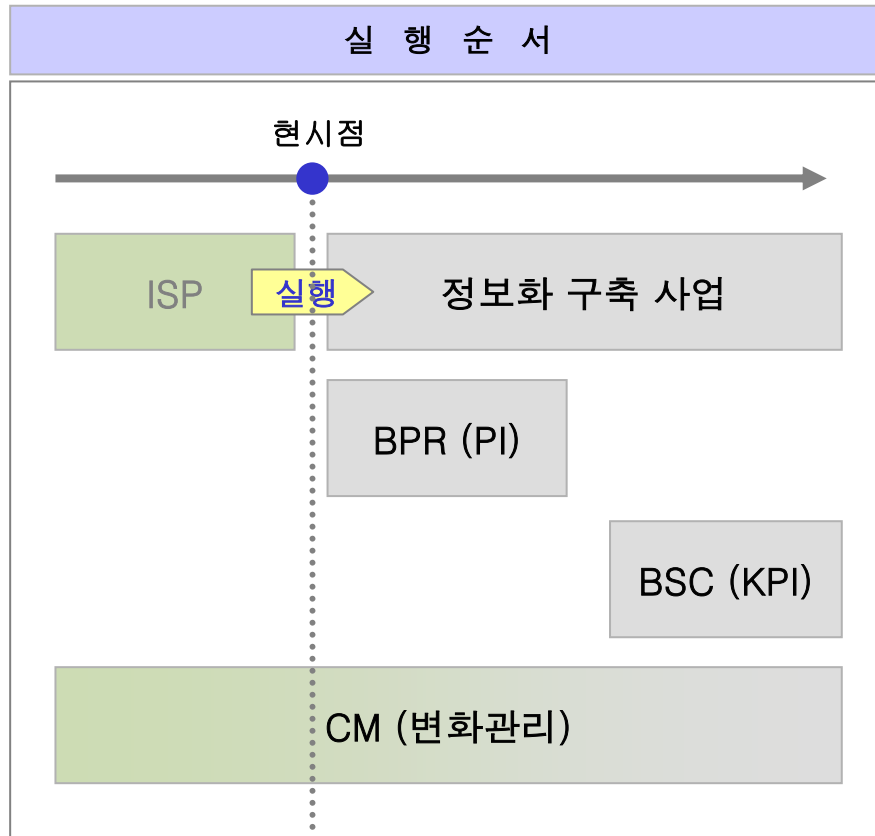 실 행 순 서
현시점
ISP
실행
정보화 구축 사업
BPR (PI)
BSC (KPI)
CM (변화관리)